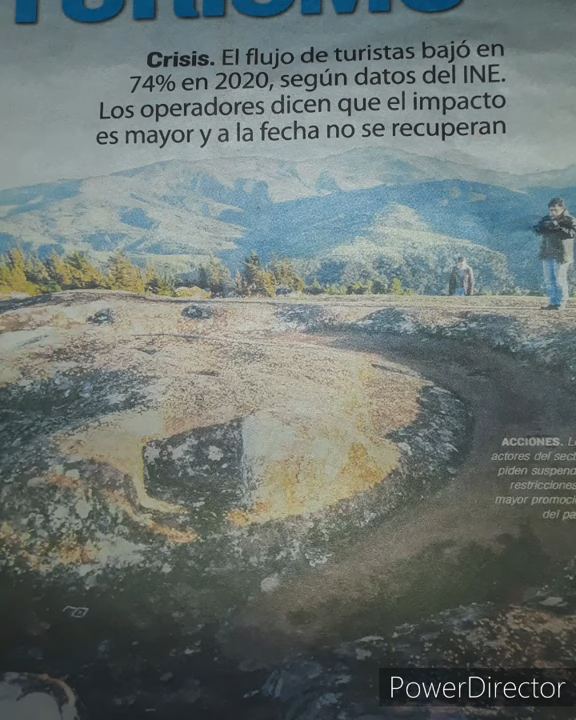 TURISMO
Crisis. El flujo de turistas bajó en
74% en 2020, según datos del INE.
Los operadores dicen que el impacto
es mayor y a la fecha no se recuperan
ACCIONES.
actores del sect
piden suspend
restricciones
mayor promoci
del pa
PowerDirector